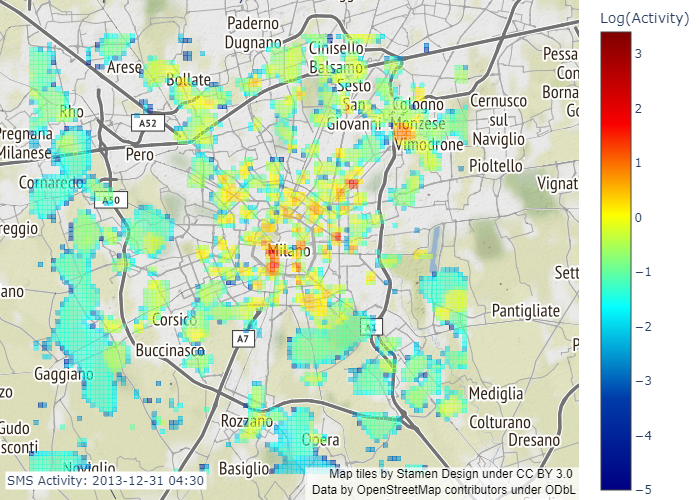 Log(Activity)
Paderno
Dugnano
Cinisello
Balsamo
Arese
Bollate
Sesto
San
Giovanni
Cologno
Monzese
Cernusco
sul
Naviglio
Rho
A52
Pero
Vimodrone
Pioltello
Cornaredo
A50
Milano
Corsico
A7
A1
Pantigliate
Buccinasco
Gaggiano
Mediglia
Rozzano
Colturano
Opera
Dresano
Noviglio
Basiglio
Pessa
Con
Borna
Go
Pregnana
Milanese
Vignat
reggio
Sett
ano
P
zo
Gudo
sconti
3
2
1
0
−1
−2
−3
−4
−5
SMS Activity: 2013-12-31 04:30
Map tiles by Stamen Design under CC BY 3.0
Data by OpenStreetMap contributors under ODbL